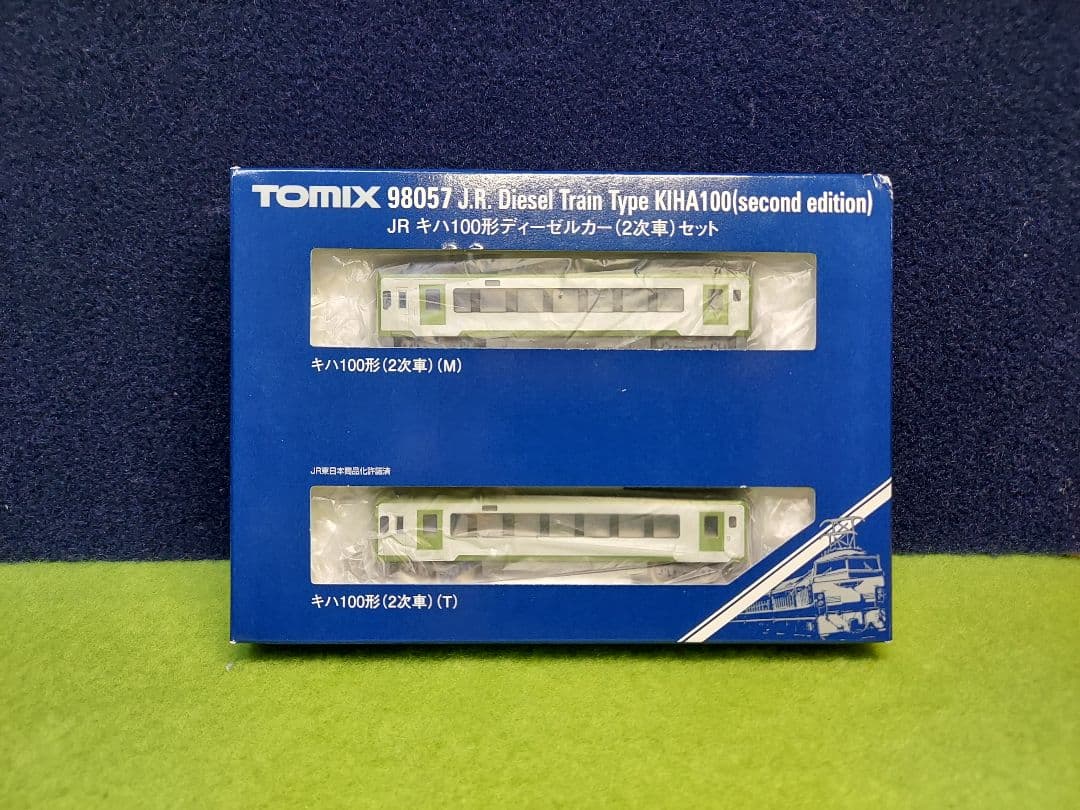 TOMIX 98057 J.R. Diesel Train Type KIHA100(second edition)
JR キハ100形ディーゼルカー(2次車)セット
キハ100形(2次車)(M)
JR東日本商品化許諾済
キハ100形(2次車)(T)